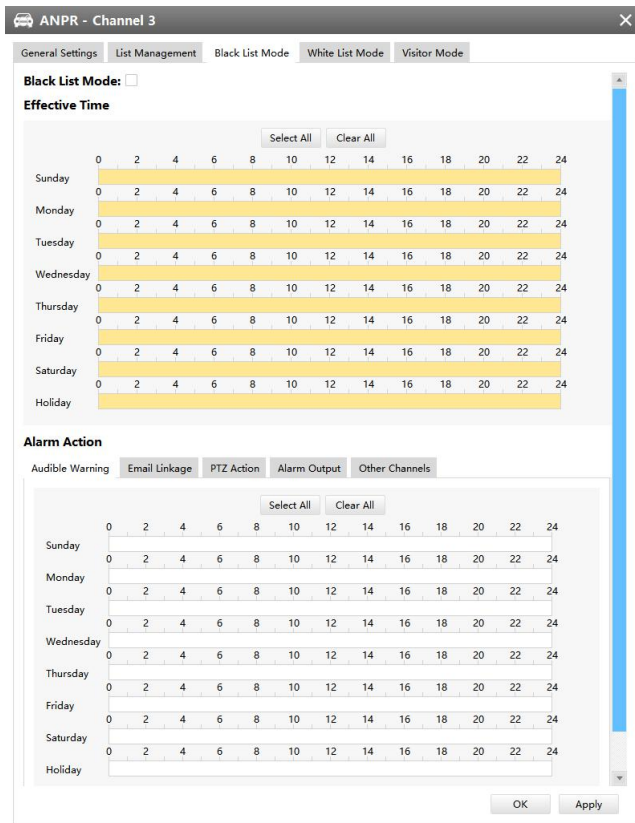 ANPR - Channel 3
General Settings List Management Black List Mode White List Mode Visitor Mode
Black List Mode:
Effective Time
Select All Clear All
0 2 4 6 8 10 12 14 16 18 20 22 24
Sunday
0 2 4 6 8 10 12 14 16 18 20 22 24
Monday
0 2 4 6 8 10 12 14 16 18 20 22 24
Tuesday
0 2 4 6 8 10 12 14 16 18 20 22 24
Wednesday
0 2 4 6 8 10 12 14 16 18 20 22 24
Thursday
0 2 4 6 8 10 12 14 16 18 20 22 24
Friday
0 2 4 6 8 10 12 14 16 18 20 22 24
Saturday
0 2 4 6 8 10 12 14 16 18 20 22 24
Holiday
Alarm Action
Audible Warning Email Linkage PTZ Action Alarm Output Other Channels
Select All Clear All
0 2 4 6 8 10 12 14 16 18 20 22 24
Sunday
0 2 4 6 8 10 12 14 16 18 20 22 24
Monday
0 2 4 6 8 10 12 14 16 18 20 22 24
Tuesday
0 2 4 6 8 10 12 14 16 18 20 22 24
Wednesday
0 2 4 6 8 10 12 14 16 18 20 22 24
Thursday
0 2 4 6 8 10 12 14 16 18 20 22 24
Friday
0 2 4 6 8 10 12 14 16 18 20 22 24
Saturday
0 2 4 6 8 10 12 14 16 18 20 22 24
Holiday
OK Apply